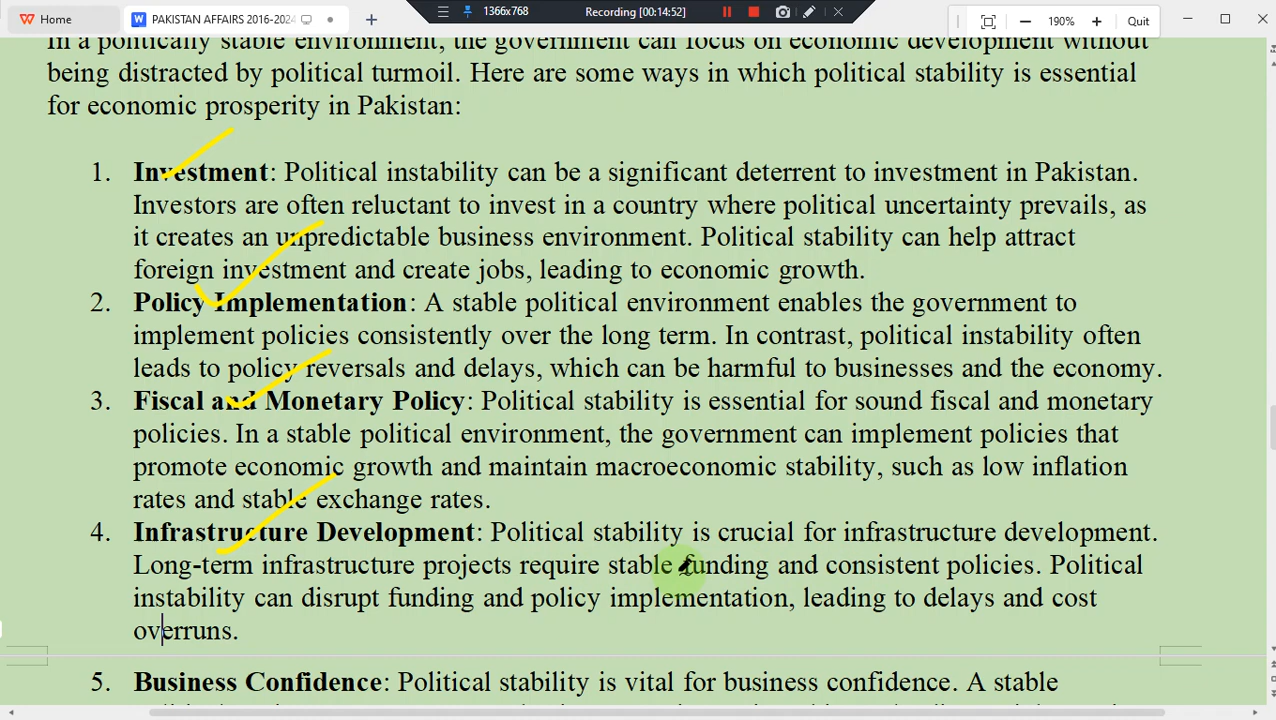 Home
PAKISTAN AFFAIRS 2016-2024
1366x768
Recording [00:14:52]
190%
Quit
In a politically stable environment, the government can focus on economic development without
being distracted by political turmoil. Here are some ways in which political stability is essential
for economic prosperity in Pakistan:
1. Investment: Political instability can be a significant deterrent to investment in Pakistan.
Investors are often reluctant to invest in a country where political uncertainty prevails, as
it creates an unpredictable business environment. Political stability can help attract
foreign investment and create jobs, leading to economic growth.
2. Policy Implementation: A stable political environment enables the government to
implement policies consistently over the long term. In contrast, political instability often
leads to policy reversals and delays, which can be harmful to businesses and the economy.
3. Fiscal and Monetary Policy: Political stability is essential for sound fiscal and monetary
policies. In a stable political environment, the government can implement policies that
promote economic growth and maintain macroeconomic stability, such as low inflation
rates and stable exchange rates.
4. Infrastructure Development: Political stability is crucial for infrastructure development.
Long-term infrastructure projects require stable funding and consistent policies. Political
instability can disrupt funding and policy implementation, leading to delays and cost
overruns.
5. Business Confidence: Political stability is vital for business confidence. A stable